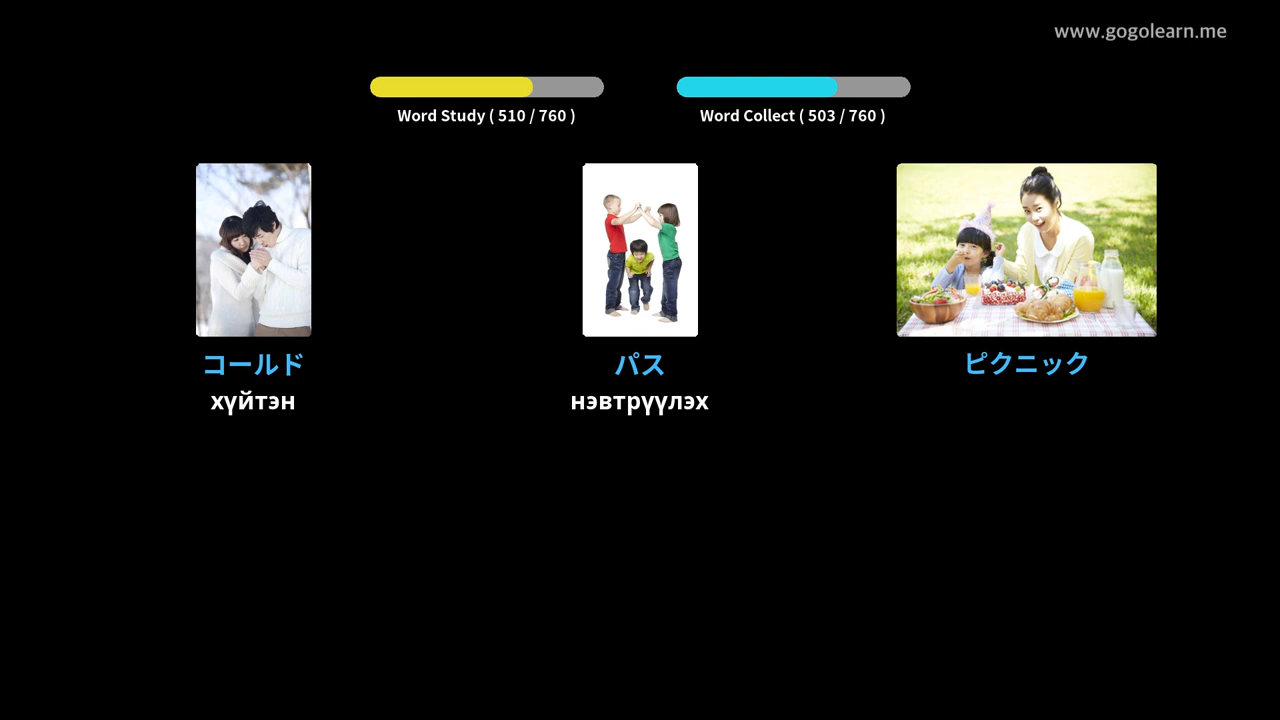 www.gogolearn.me
Word Study ( 510 / 760 )
Word Collect ( 503 / 760 )
コールド
パス
ピクニック
хүйтэн
нэвтрүүлэх